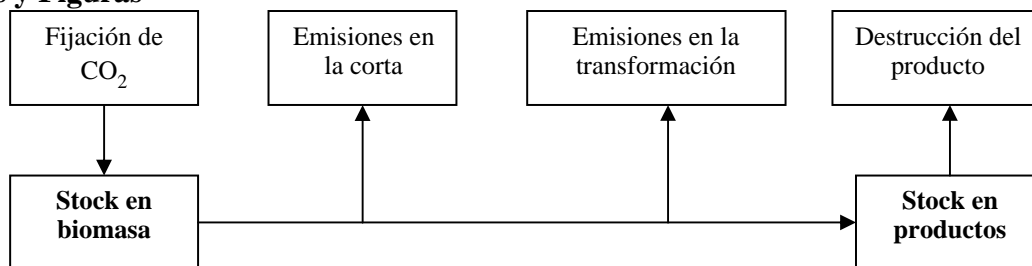 y Figuras
Fijación de
CO2
Emisiones en
la corta
Emisiones en la
transformación
Destrucción del
producto
Stock en
biomasa
Stock en
productos